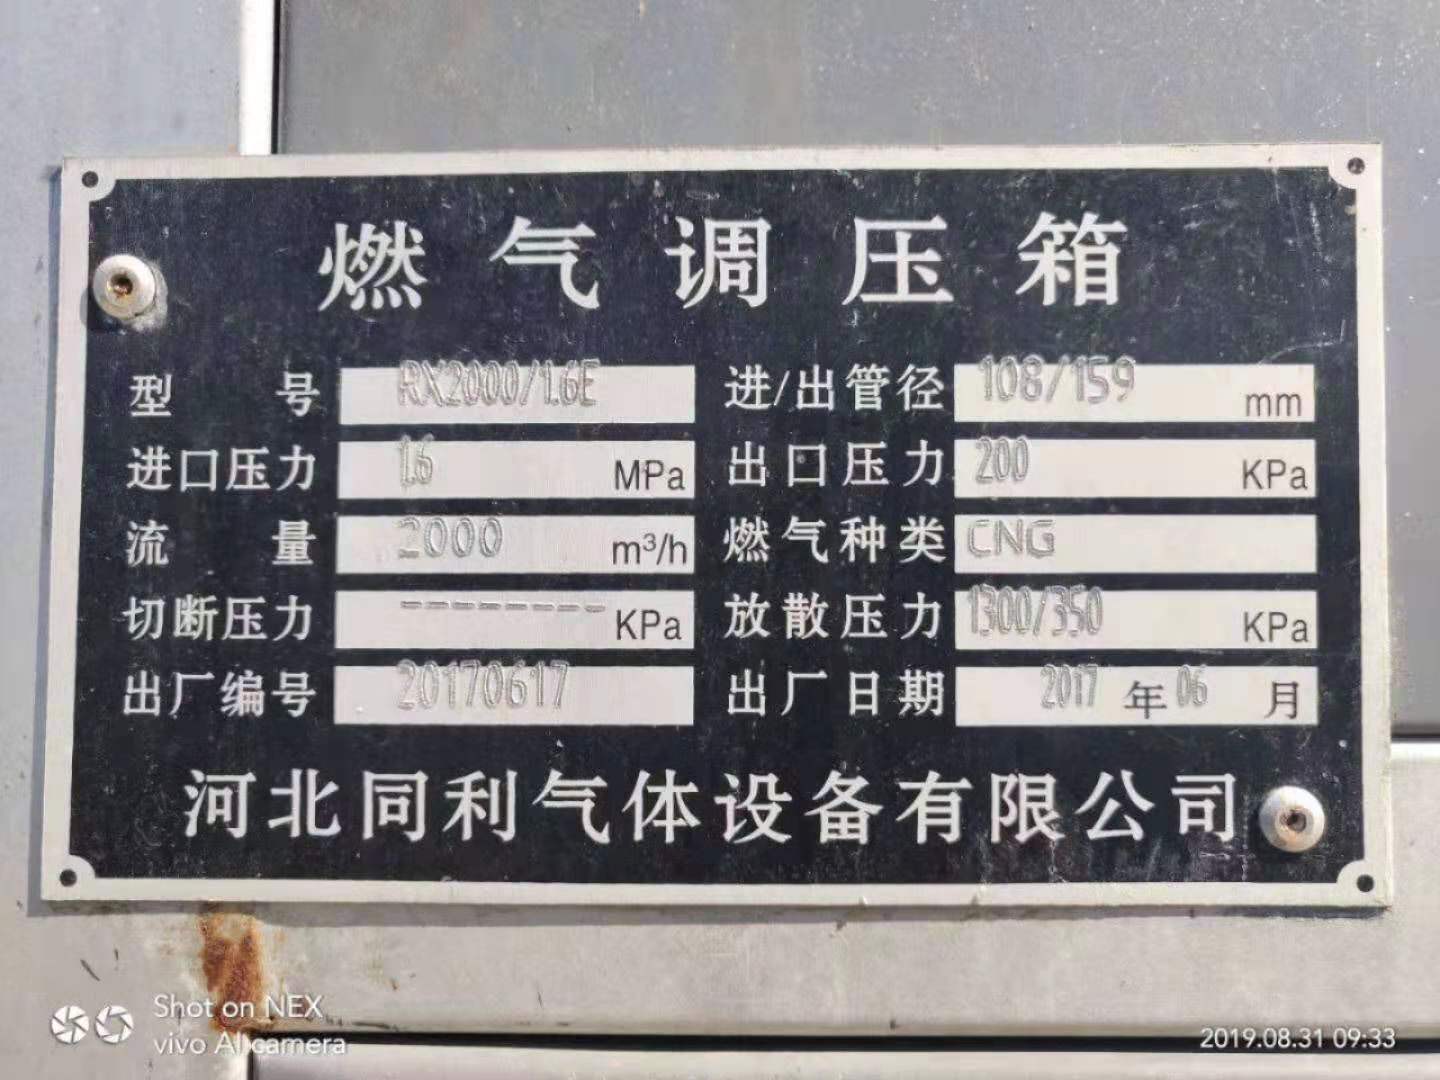 燃气调压箱
型号 RX2000/1.6E 进/出管径 108/159 mm
进口压力 1.6 MPa 出口压力 200 KPa
流量 2000 m³/h 燃气种类 CNG
切断压力 -------- KPa 放散压力 1300/350 KPa
出厂编号 20170617 出厂日期 2017 年 06 月
河北同利气体设备有限公司
Shot on NEX
vivo AI camera
2019.08.31 09:33